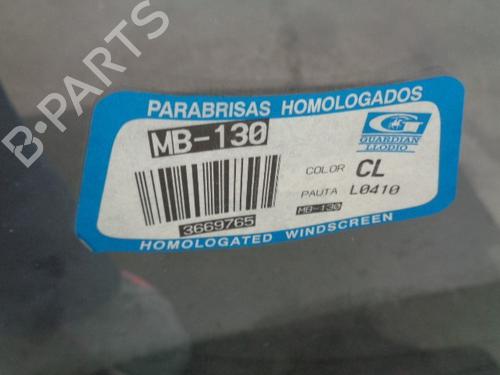 B-PARTS
PARABRISAS HOMOLOGADOS
MB-130
GUARDIAN
LLODIO
COLOR CL
PAUTA L0410
MB-130
3669765
HOMOLOGATED WINDSCREEN